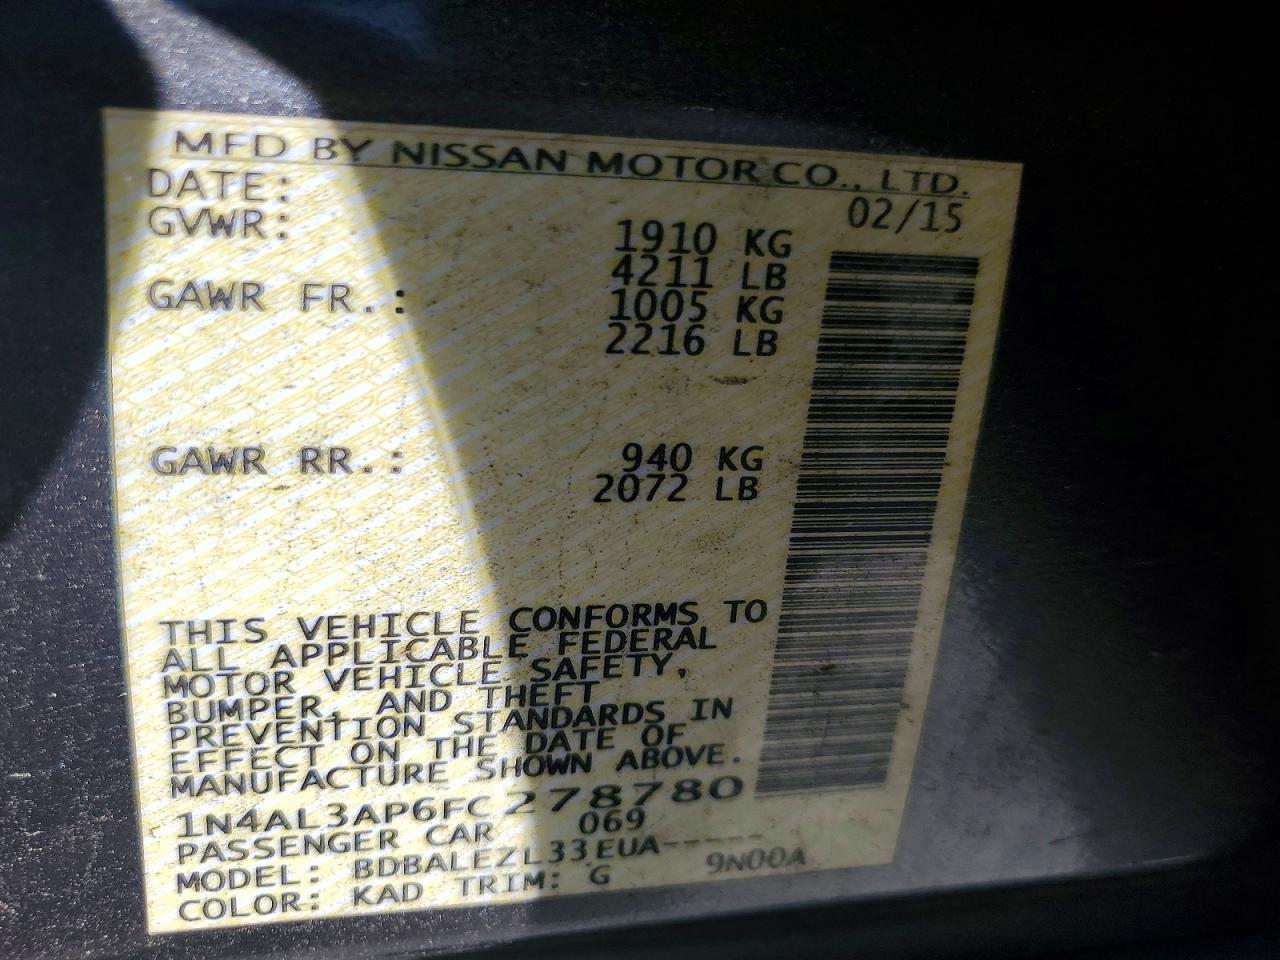 MFD BY NISSAN MOTOR CO., LTD.
DATE: 02/15
GVWR: 1910 KG
4211 LB
GAWR FR.: 1005 KG
2216 LB
GAWR RR.: 940 KG
2072 LB
THIS VEHICLE CONFORMS TO
ALL APPLICABLE FEDERAL
MOTOR VEHICLE SAFETY,
BUMPER, AND THEFT
PREVENTION STANDARDS IN
EFFECT ON THE DATE OF
MANUFACTURE SHOWN ABOVE.
1N4AL3AP6FC278780
PASSENGER CAR 069
MODEL: BDBALEZL33EUA-----
COLOR: KAD TRIM: G 9N00A